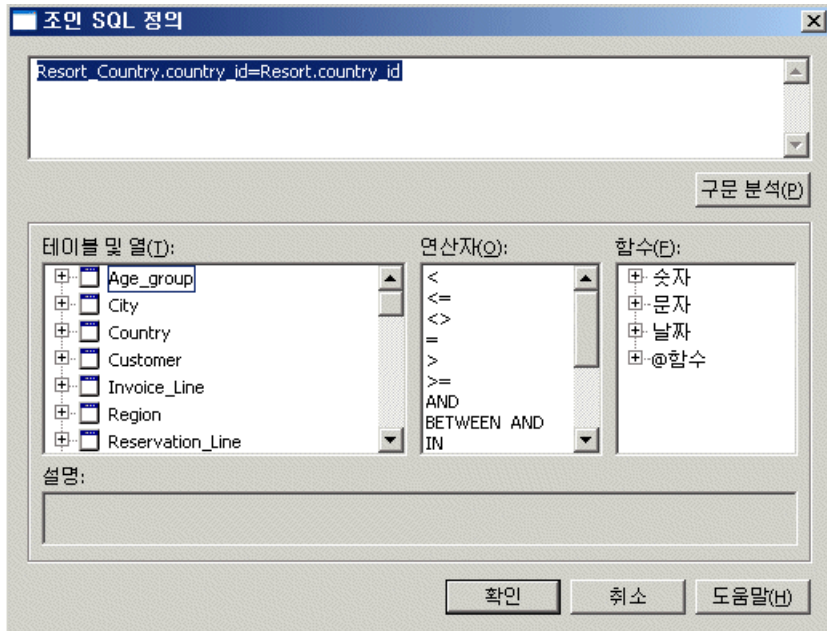 조인 SQL 정의
Resort_Country.country_id=Resort.country_id
구문 분석(P)
테이블 및 열(T):
Age_group
City
Country
Customer
Invoice_Line
Region
Reservation_Line
연산자(O):
<
<=
<>
=
>
>=
AND
BETWEEN AND
IN
함수(F):
숫자
문자
날짜
@함수
설명:
확인
취소
도움말(H)